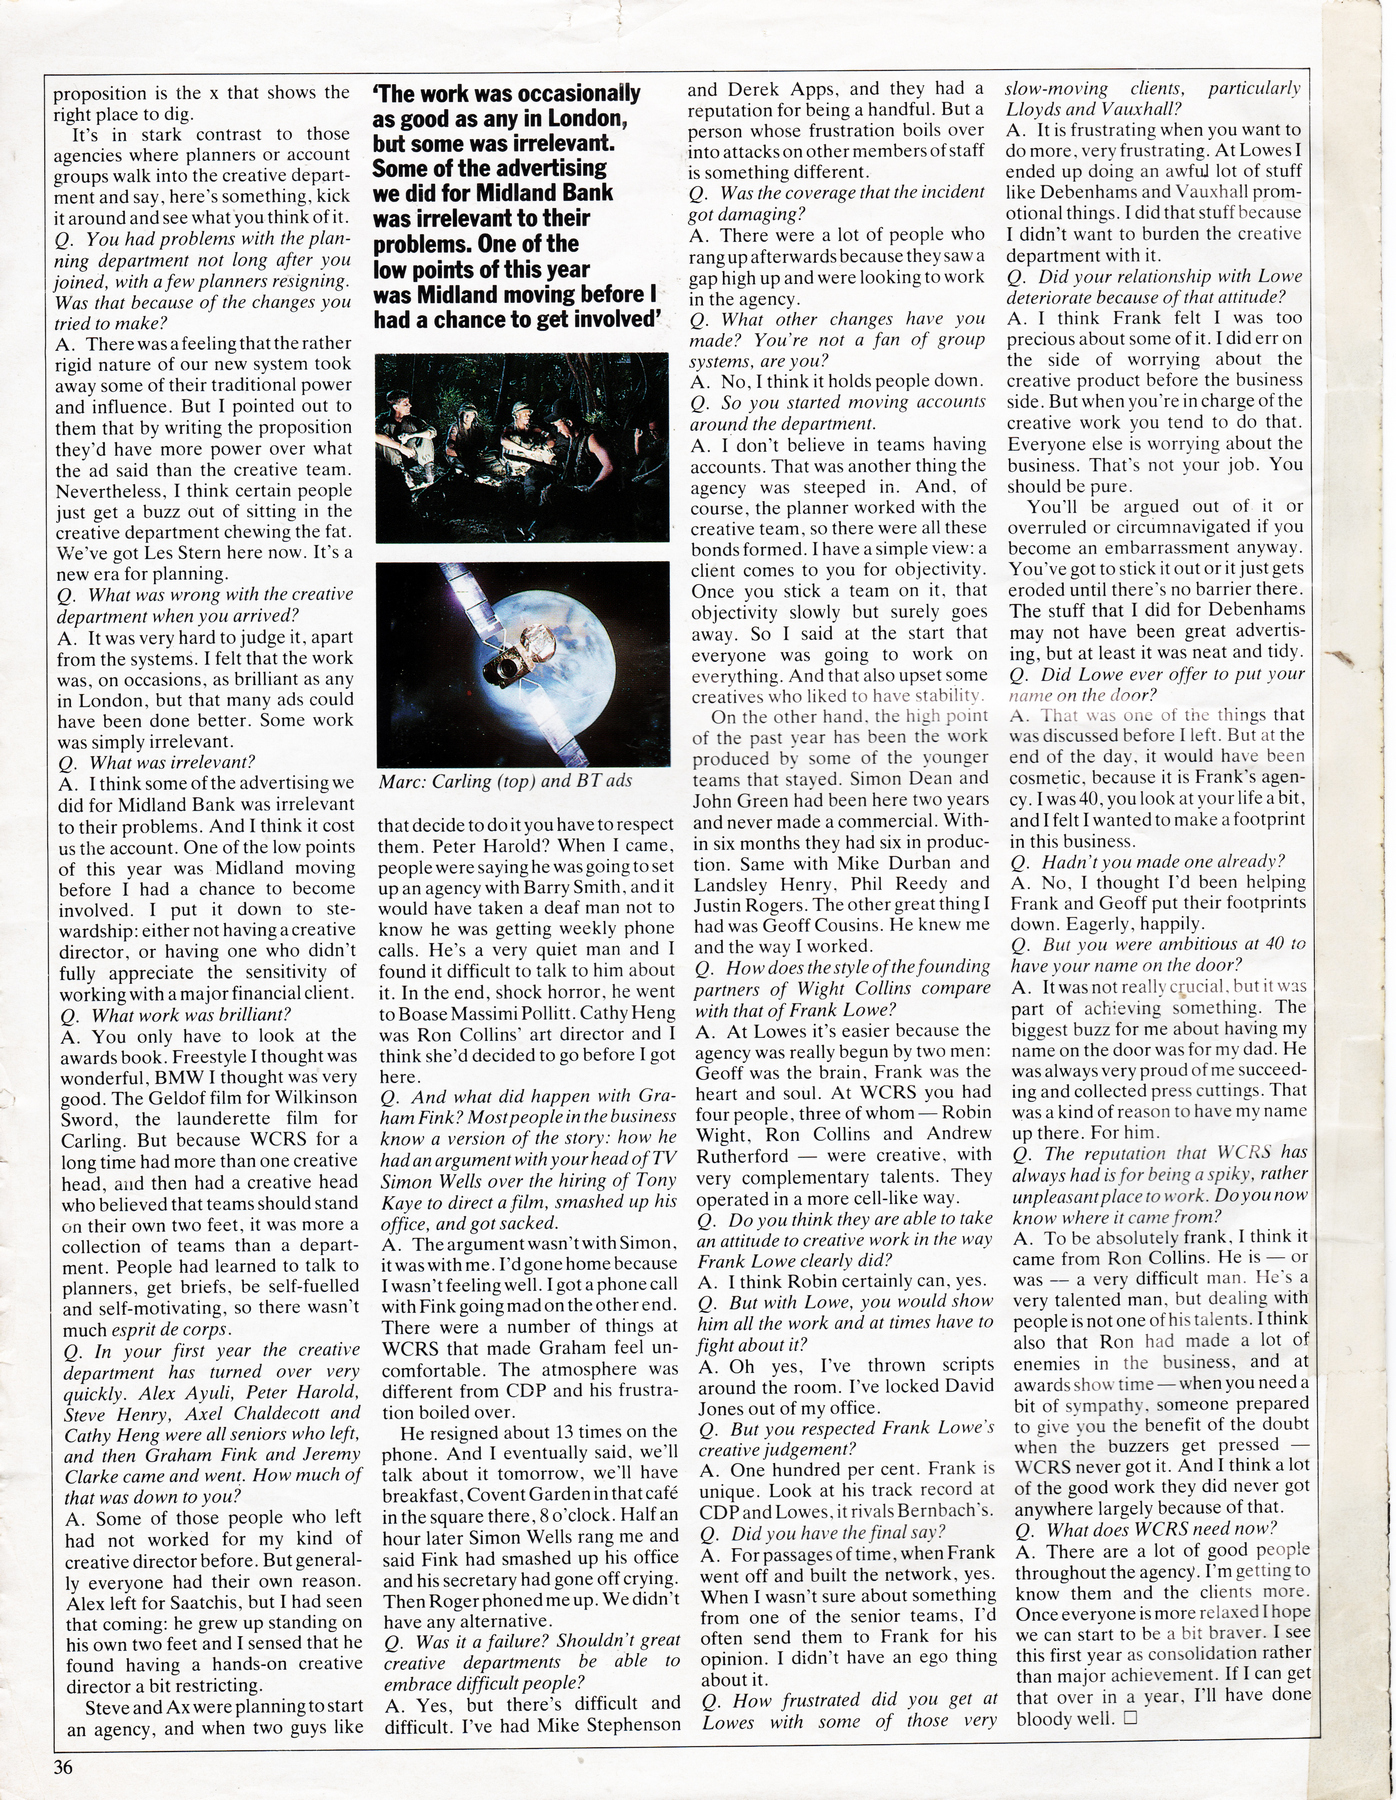 proposition is the x that shows the
right place to dig.
It's in stark contrast to those
agencies where planners or account
groups walk into the creative depart-
ment and say, here's something, kick
it around and see what you think of it.
Q. You had problems with the plan-
ning department not long after you
joined, with a few planners resigning.
Was that because of the changes you
tried to make?
A. There was a feeling that the rather
rigid nature of our new system took
away some of their traditional power
and influence. But I pointed out to
them that by writing the proposition
they'd have more power over what
the ad said than the creative team.
Nevertheless, I think certain people
just get a buzz out of sitting in the
creative department chewing the fat.
We've got Les Stern here now. It's a
new era for planning.
Q. What was wrong with the creative
department when you arrived?
A. It was very hard to judge it, apart
from the systems. I felt that the work
was, on occasions, as brilliant as any
in London, but that many ads could
have been done better. Some work
was simply irrelevant.
Q. What was irrelevant?
A. I think some of the advertising we
did for Midland Bank was irrelevant
to their problems. And I think it cost
us the account. One of the low points
of this year was Midland moving
before I had a chance to become
involved. I put it down to ste-
wardship: either not having a creative
director, or having one who didn't
fully appreciate the sensitivity of
working with a major financial client.
Q. What work was brilliant?
A. You only have to look at the
awards book. Freestyle I thought was
wonderful, BMW I thought was very
good. The Geldof film for Wilkinson
Sword, the launderette film for
Carling. But because WCRS for a
long time had more than one creative
head, and then had a creative head
who believed that teams should stand
on their own two feet, it was more a
collection of teams than a depart-
ment. People had learned to talk to
planners, get briefs, be self-fuelled
and self-motivating, so there wasn't
much esprit de corps.
Q. In your first year the creative
department has turned over very
quickly. Alex Ayuli, Peter Harold,
Steve Henry, Axel Chaldecott and
Cathy Heng were all seniors who left,
and then Graham Fink and Jeremy
Clarke came and went. How much of
that was down to you?
A. Some of those people who left
had not worked for my kind of
creative director before. But general-
ly everyone had their own reason.
Alex left for Saatchis, but I had seen
that coming: he grew up standing on
his own two feet and I sensed that he
found having a hands-on creative
director a bit restricting.
Steve and Ax were planning to start
an agency, and when two guys like
'The work was occasionally
as good as any in London,
but some was irrelevant.
Some of the advertising
we did for Midland Bank
was irrelevant to their
problems. One of the
low points of this year
was Midland moving before I
had a chance to get involved'
Marc: Carling (top) and BT ads
that decide to do it you have to respect
them. Peter Harold? When I came,
people were saying he was going to set
up an agency with Barry Smith, and it
would have taken a deaf man not to
know he was getting weekly phone
calls. He's a very quiet man and I
found it difficult to talk to him about
it. In the end, shock horror, he went
to Boase Massimi Pollitt. Cathy Heng
was Ron Collins' art director and I
think she'd decided to go before I got
here.
Q. And what did happen with Gra-
ham Fink? Most people in the business
know a version of the story: how he
had an argument with your head of TV
Simon Wells over the hiring of Tony
Kaye to direct a film, smashed up his
office, and got sacked.
A. The argument wasn't with Simon,
it was with me. I'd gone home because
I wasn't feeling well. I got a phone call
with Fink going mad on the other end.
There were a number of things at
WCRS that made Graham feel un-
comfortable. The atmosphere was
different from CDP and his frustra-
tion boiled over.
He resigned about 13 times on the
phone. And I eventually said, we'll
talk about it tomorrow, we'll have
breakfast, Covent Garden in that café
in the square there, 8 o'clock. Half an
hour later Simon Wells rang me and
said Fink had smashed up his office
and his secretary had gone off crying.
Then Roger phoned me up. We didn't
have any alternative.
Q. Was it a failure? Shouldn't great
creative departments be able to
embrace difficult people?
A. Yes, but there's difficult and
difficult. I've had Mike Stephenson
and Derek Apps, and they had a
reputation for being a handful. But a
person whose frustration boils over
into attacks on other members of staff
is something different.
Q. Was the coverage that the incident
got damaging?
A. There were a lot of people who
rang up afterwards because they saw a
gap high up and were looking to work
in the agency.
Q. What other changes have you
made? You're not a fan of group
systems, are you?
A. No, I think it holds people down.
Q. So you started moving accounts
around the department.
A. I don't believe in teams having
accounts. That was another thing the
agency was steeped in. And, of
course, the planner worked with the
creative team, so there were all these
bonds formed. I have a simple view: a
client comes to you for objectivity.
Once you stick a team on it, that
objectivity slowly but surely goes
away. So I said at the start that
everyone was going to work on
everything. And that also upset some
creatives who liked to have stability.
On the other hand, the high point
of the past year has been the work
produced by some of the younger
teams that stayed. Simon Dean and
John Green had been here two years
and never made a commercial. With-
in six months they had six in produc-
tion. Same with Mike Durban and
Landsley Henry, Phil Reedy and
Justin Rogers. The other great thing I
had was Geoff Cousins. He knew me
and the way I worked.
Q. How does the style of the founding
partners of Wight Collins compare
with that of Frank Lowe?
A. At Lowes it's easier because the
agency was really begun by two men:
Geoff was the brain, Frank was the
heart and soul. At WCRS you had
four people, three of whom — Robin
Wight, Ron Collins and Andrew
Rutherford — were creative, with
very complementary talents. They
operated in a more cell-like way.
Q. Do you think they are able to take
an attitude to creative work in the way
Frank Lowe clearly did?
A. I think Robin certainly can, yes.
Q. But with Lowe, you would show
him all the work and at times have to
fight about it?
A. Oh yes, I've thrown scripts
around the room. I've locked David
Jones out of my office.
Q. But you respected Frank Lowe's
creative judgement?
A. One hundred per cent. Frank is
unique. Look at his track record at
CDP and Lowes, it rivals Bernbach's.
Q. Did you have the final say?
A. For passages of time, when Frank
went off and built the network, yes.
When I wasn't sure about something
from one of the senior teams, I'd
often send them to Frank for his
opinion. I didn't have an ego thing
about it.
Q. How frustrated did you get at
Lowes with some of those very
slow-moving clients, particularly
Lloyds and Vauxhall?
A. It is frustrating when you want to
do more, very frustrating. At Lowes I
ended up doing an awful lot of stuff
like Debenhams and Vauxhall prom-
otional things. I did that stuff because
I didn't want to burden the creative
department with it.
Q. Did your relationship with Lowe
deteriorate because of that attitude?
A. I think Frank felt I was too
precious about some of it. I did err on
the side of worrying about the
creative product before the business
side. But when you're in charge of the
creative work you tend to do that.
Everyone else is worrying about the
business. That's not your job. You
should be pure.
You'll be argued out of it or
overruled or circumnavigated if you
become an embarrassment anyway.
You've got to stick it out or it just gets
eroded until there's no barrier there.
The stuff that I did for Debenhams
may not have been great advertis-
ing, but at least it was neat and tidy.
Q. Did Lowe ever offer to put your
name on the door?
A. That was one of the things that
was discussed before I left. But at the
end of the day, it would have been
cosmetic, because it is Frank's agen-
cy. I was 40, you look at your life a bit,
and I felt I wanted to make a footprint
in this business.
Q. Hadn't you made one already?
A. No, I thought I'd been helping
Frank and Geoff put their footprints
down. Eagerly, happily.
Q. But you were ambitious at 40 to
have your name on the door?
A. It was not really crucial, but it was
part of achieving something. The
biggest buzz for me about having my
name on the door was for my dad. He
was always very proud of me succeed-
ing and collected press cuttings. That
was a kind of reason to have my name
up there. For him.
Q. The reputation that WCRS has
always had is for being a spiky, rather
unpleasant place to work. Do you now
know where it came from?
A. To be absolutely frank, I think it
came from Ron Collins. He is — or
was — a very difficult man. He's a
very talented man, but dealing with
people is not one of his talents. I think
also that Ron had made a lot of
enemies in the business, and at
awards show time — when you need a
bit of sympathy, someone prepared
to give you the benefit of the doubt
when the buzzers get pressed —
WCRS never got it. And I think a lot
of the good work they did never got
anywhere largely because of that.
Q. What does WCRS need now?
A. There are a lot of good people
throughout the agency. I'm getting to
know them and the clients more.
Once everyone is more relaxed I hope
we can start to be a bit braver. I see
this first year as consolidation rather
than major achievement. If I can get
that over in a year, I'll have done
bloody well. □
36